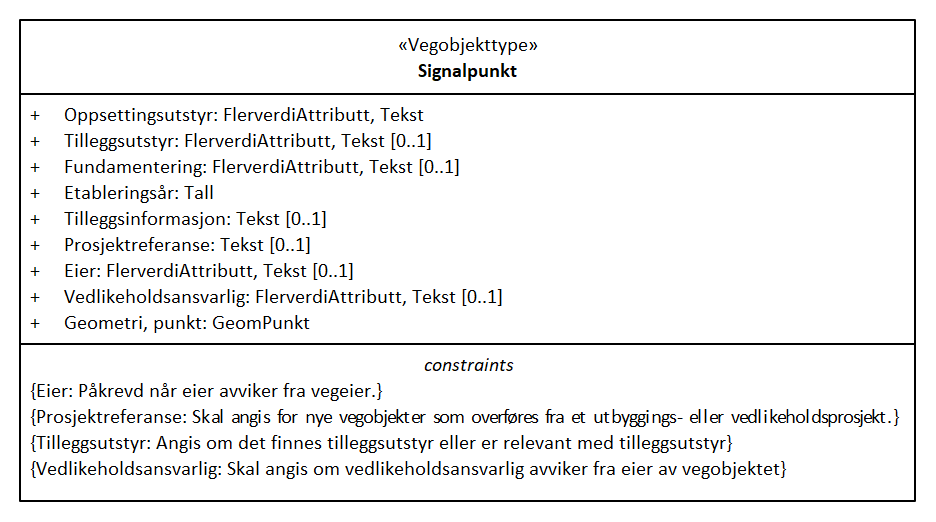 «Vegobjekttype»
Signalpunkt
+ Oppsettingsutstyr: FlerverdiAttributt, Tekst
+ Tilleggsutstyr: FlerverdiAttributt, Tekst [0..1]
+ Fundamentering: FlerverdiAttributt, Tekst [0..1]
+ Etableringsår: Tall
+ Tilleggsinformasjon: Tekst [0..1]
+ Prosjektreferanse: Tekst [0..1]
+ Eier: FlerverdiAttributt, Tekst [0..1]
+ Vedlikeholdsansvarlig: FlerverdiAttributt, Tekst [0..1]
+ Geometri, punkt: GeomPunkt
constraints
{Eier: Påkrevd når eier avviker fra vegeier.}
{Prosjektreferanse: Skal angis for nye vegobjekter som overføres fra et utbyggings- eller vedlikeholdsprosjekt.}
{Tilleggsutstyr: Angis om det finnes tilleggsutstyr eller er relevant med tilleggsutstyr}
{Vedlikeholdsansvarlig: Skal angis om vedlikeholdsansvarlig avviker fra eier av vegobjektet}